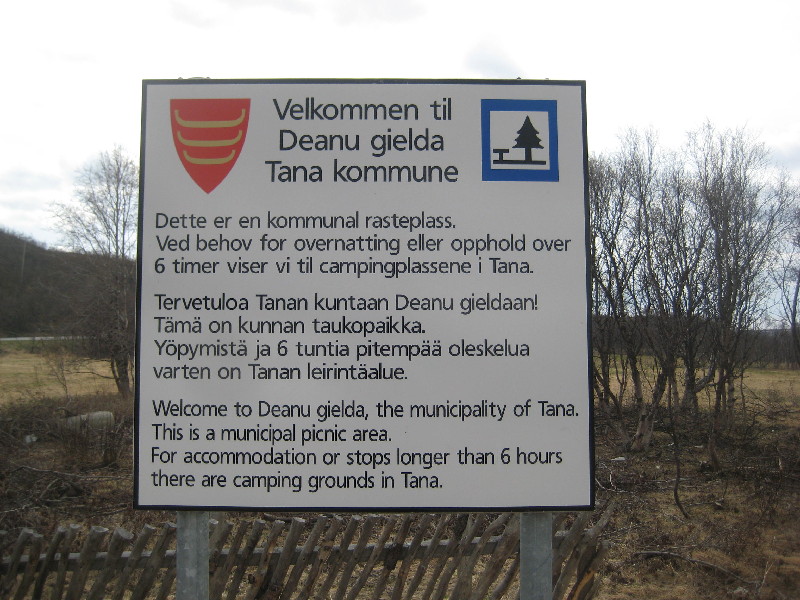 Velkommen til
Deanu gielda
Tana kommune
Dette er en kommunal rasteplass.
Ved behov for overnatting eller opphold over
6 timer viser vi til campingplassene i Tana.
Tervetuloa Tanan kuntaan Deanu gieldaan!
Tämä on kunnan taukopaikka.
Yöpymistä ja 6 tuntia pitempää oleskelua
varten on Tanan leirintäalue.
Welcome to Deanu gielda, the municipality of Tana.
This is a municipal picnic area.
For accommodation or stops longer than 6 hours
there are camping grounds in Tana.